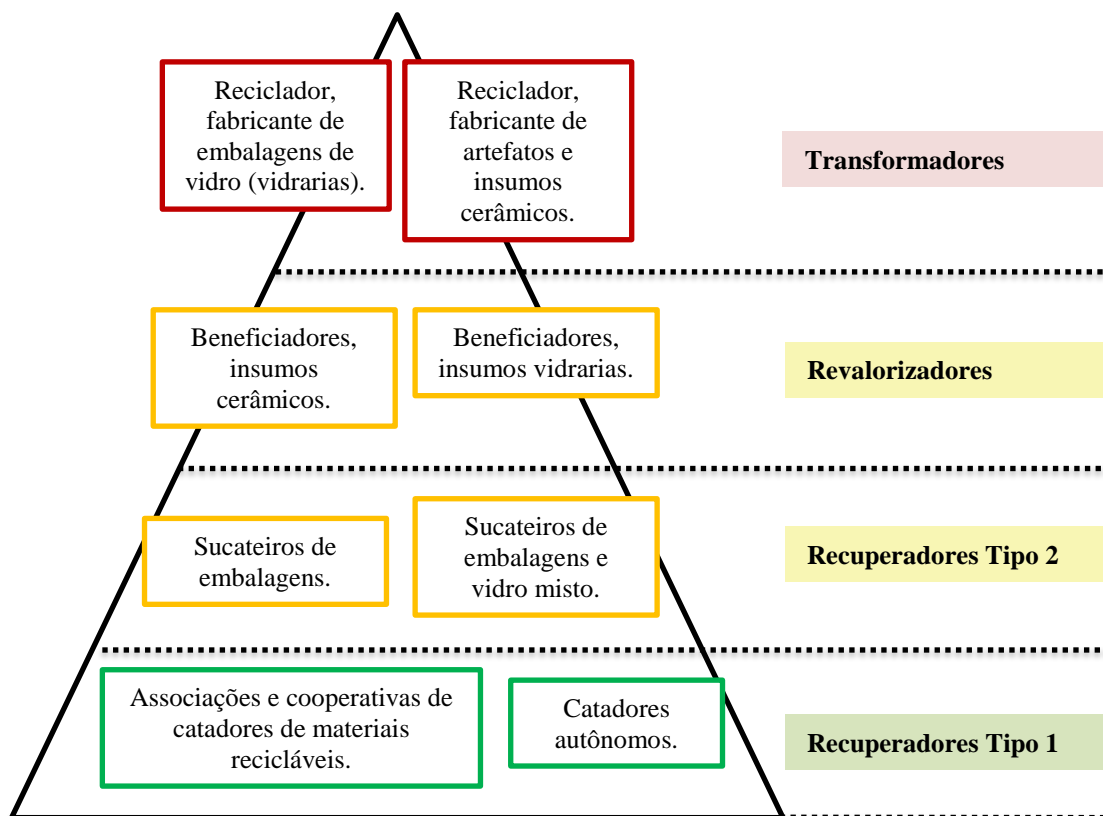 Reciclador,
fabricante de
embalagens de
vidro (vidrarias).
Reciclador,
fabricante de
artefatos e
insumos
cerâmicos.
Transformadores
Beneficiadores,
insumos
cerâmicos.
Beneficiadores,
insumos vidrarias.
Revalorizadores
Sucateiros de
embalagens.
Sucateiros de
embalagens e
vidro misto.
Recuperadores Tipo 2
Associações e cooperativas de
catadores de materiais
recicláveis.
Catadores
autônomos.
Recuperadores Tipo 1